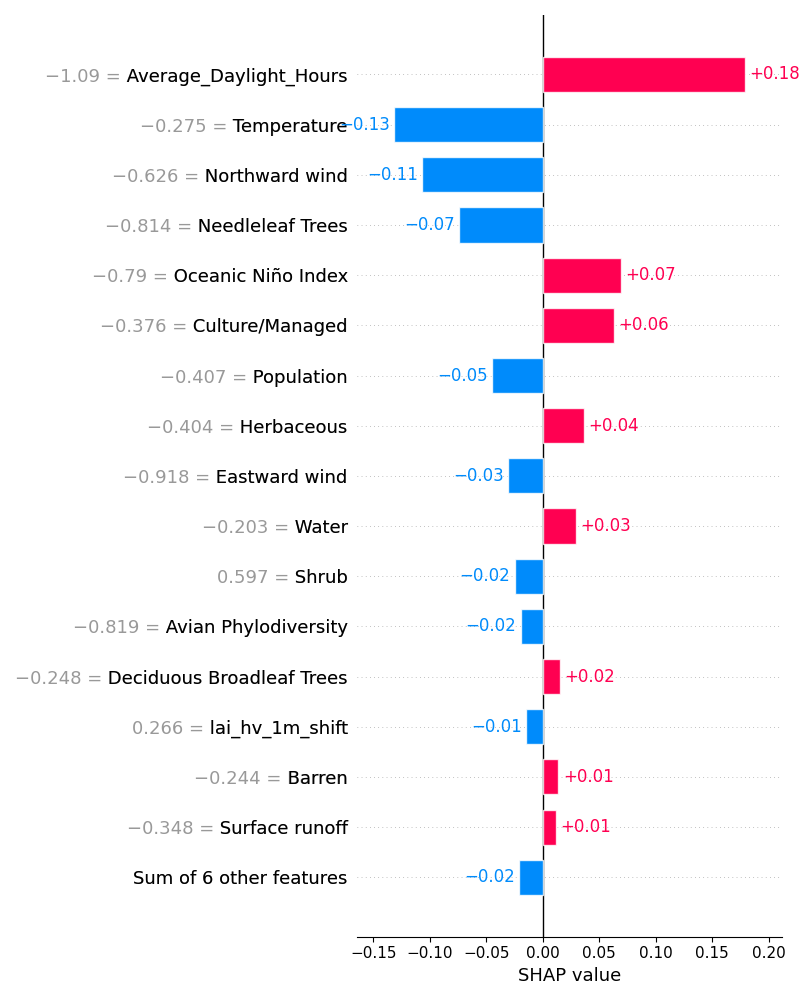 −1.09 = Average_Daylight_Hours +0.18
−0.275 = Temperature −0.13
−0.626 = Northward wind −0.11
−0.814 = Needleleaf Trees −0.07
−0.79 = Oceanic Niño Index +0.07
−0.376 = Culture/Managed +0.06
−0.407 = Population −0.05
−0.404 = Herbaceous +0.04
−0.918 = Eastward wind −0.03
−0.203 = Water +0.03
0.597 = Shrub −0.02
−0.819 = Avian Phylodiversity −0.02
−0.248 = Deciduous Broadleaf Trees +0.02
0.266 = lai_hv_1m_shift −0.01
−0.244 = Barren +0.01
−0.348 = Surface runoff +0.01
Sum of 6 other features −0.02
−0.15 −0.10 −0.05 0.00 0.05 0.10 0.15 0.20
SHAP value